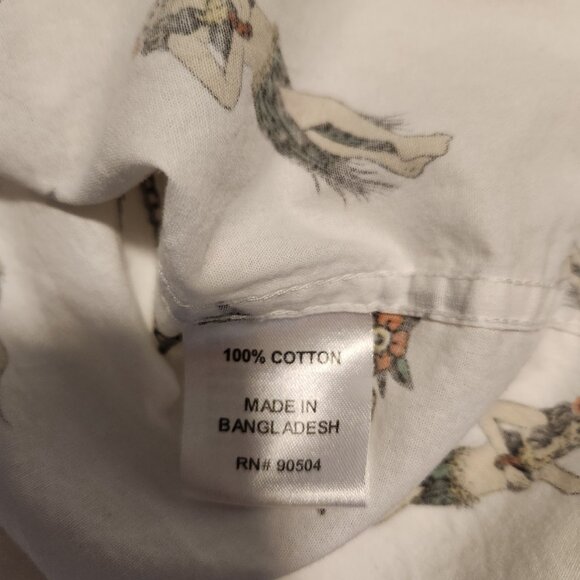 100% COTTON
MADE IN
BANGLADESH
RN# 90504